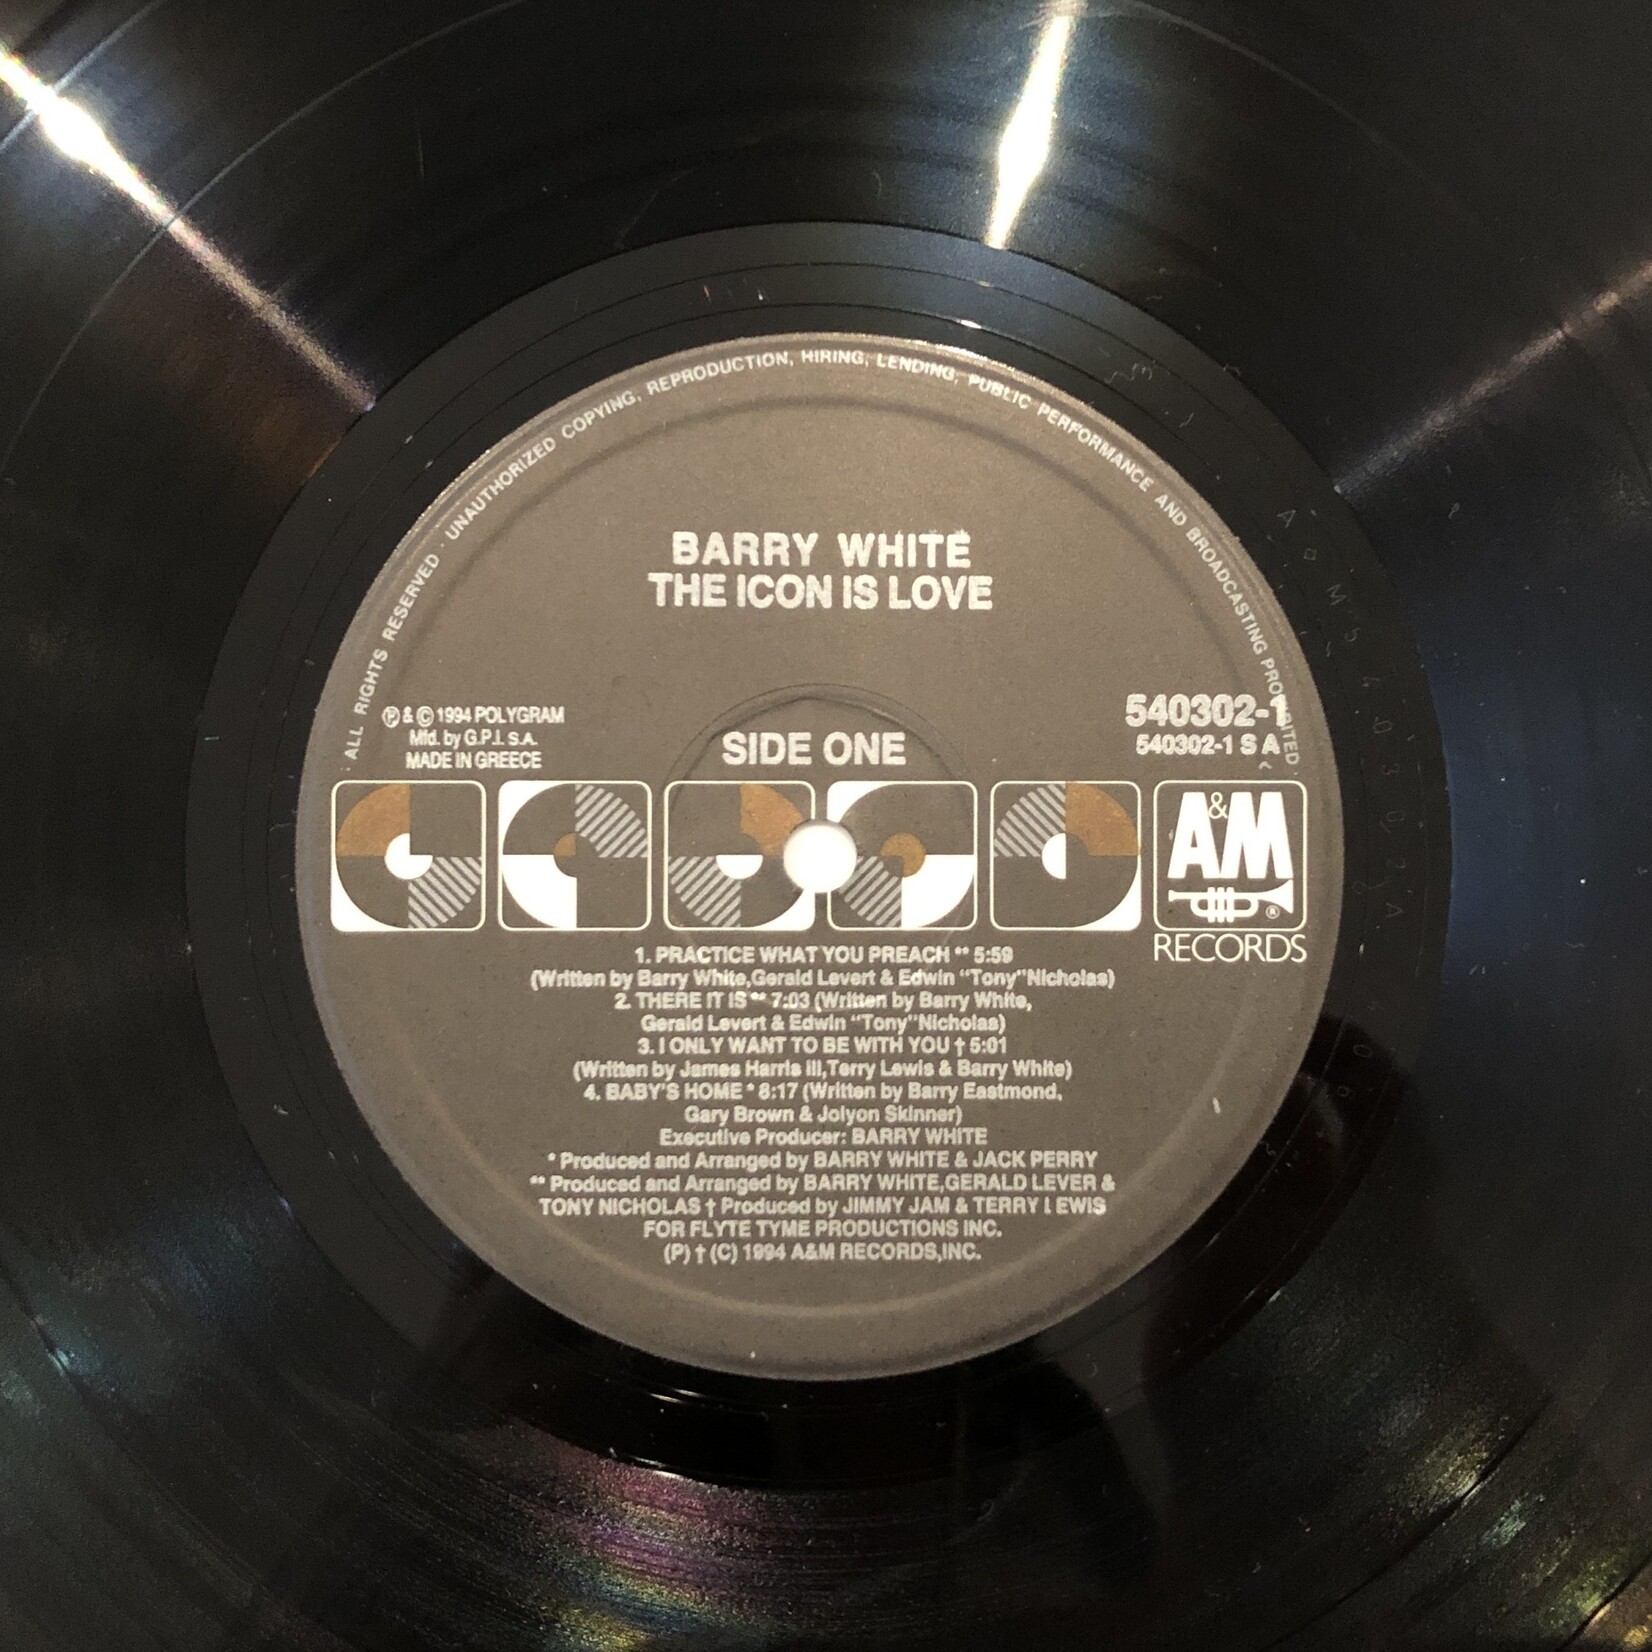 ALL RIGHTS RESERVED · UNAUTHORIZED COPYING, REPRODUCTION, HIRING, LENDING, PUBLIC PERFORMANCE AND BROADCASTING PROHIBITED
BARRY WHITE
THE ICON IS LOVE
℗ & © 1994 POLYGRAM
Mfd. by G.P.I. S.A.
MADE IN GREECE
SIDE ONE
540302-1
540302-1 S A
A&M
®
RECORDS
1. PRACTICE WHAT YOU PREACH ** 5:59
(Written by Barry White,Gerald Levert & Edwin "Tony"Nicholas)
2. THERE IT IS ** 7:03 (Written by Barry White,
Gerald Levert & Edwin "Tony"Nicholas)
3. I ONLY WANT TO BE WITH YOU † 5:01
(Written by James Harris III,Terry Lewis & Barry White)
4. BABY'S HOME * 8:17 (Written by Barry Eastmond,
Gary Brown & Jolyon Skinner)
Executive Producer: BARRY WHITE
* Produced and Arranged by BARRY WHITE & JACK PERRY
** Produced and Arranged by BARRY WHITE,GERALD LEVER &
TONY NICHOLAS † Produced by JIMMY JAM & TERRY LEWIS
FOR FLYTE TYME PRODUCTIONS INC.
(P) † (C) 1994 A&M RECORDS,INC.